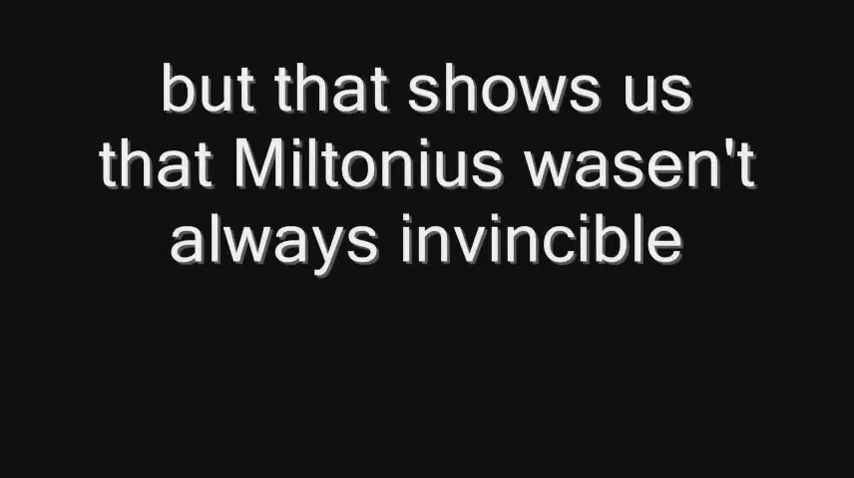 but that shows us
that Miltonius wasen't
always invincible